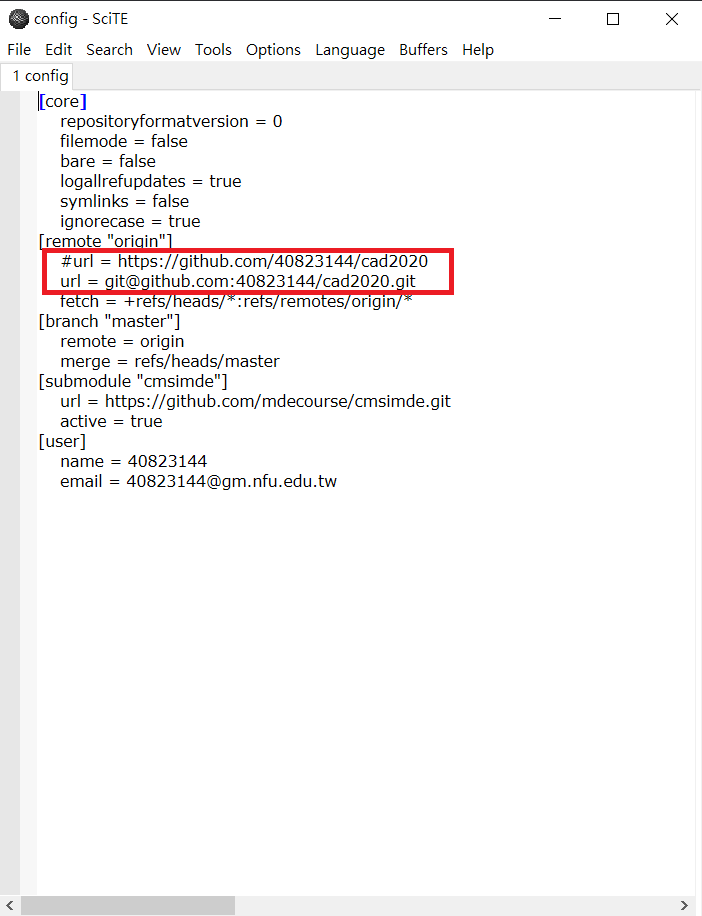 config - SciTE
File Edit Search View Tools Options Language Buffers Help
1 config
[core]
repositoryformatversion = 0
filemode = false
bare = false
logallrefupdates = true
symlinks = false
ignorecase = true
[remote "origin"]
#url = https://github.com/40823144/cad2020
url = git@github.com:40823144/cad2020.git
fetch = +refs/heads/*:refs/remotes/origin/*
[branch "master"]
remote = origin
merge = refs/heads/master
[submodule "cmsimde"]
url = https://github.com/mdecourse/cmsimde.git
active = true
[user]
name = 40823144
email = 40823144@gm.nfu.edu.tw